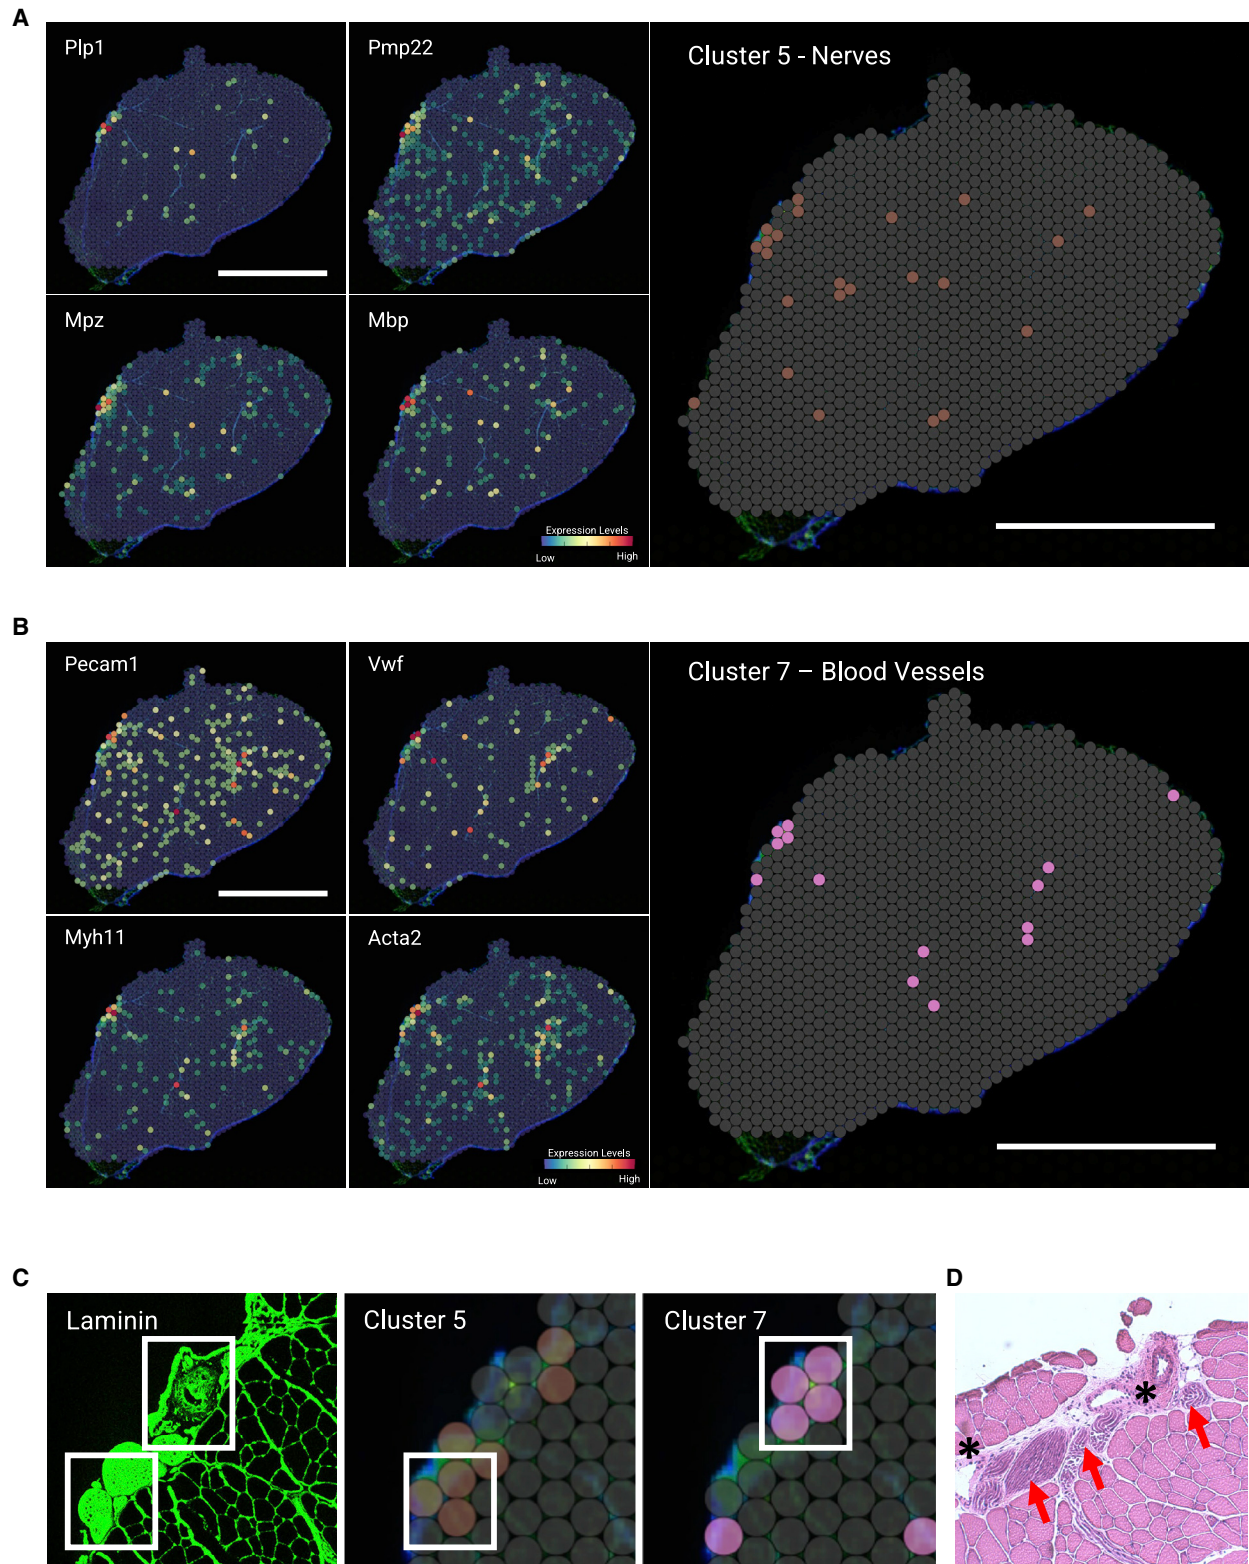 A
Plp1
Pmp22
Cluster 5 - Nerves
Mpz
Mbp
Expression Levels
Low High
B
Pecam1
Vwf
Cluster 7 – Blood Vessels
Myh11
Acta2
Expression Levels
Low High
C
D
Laminin
Cluster 5
Cluster 7
*
*